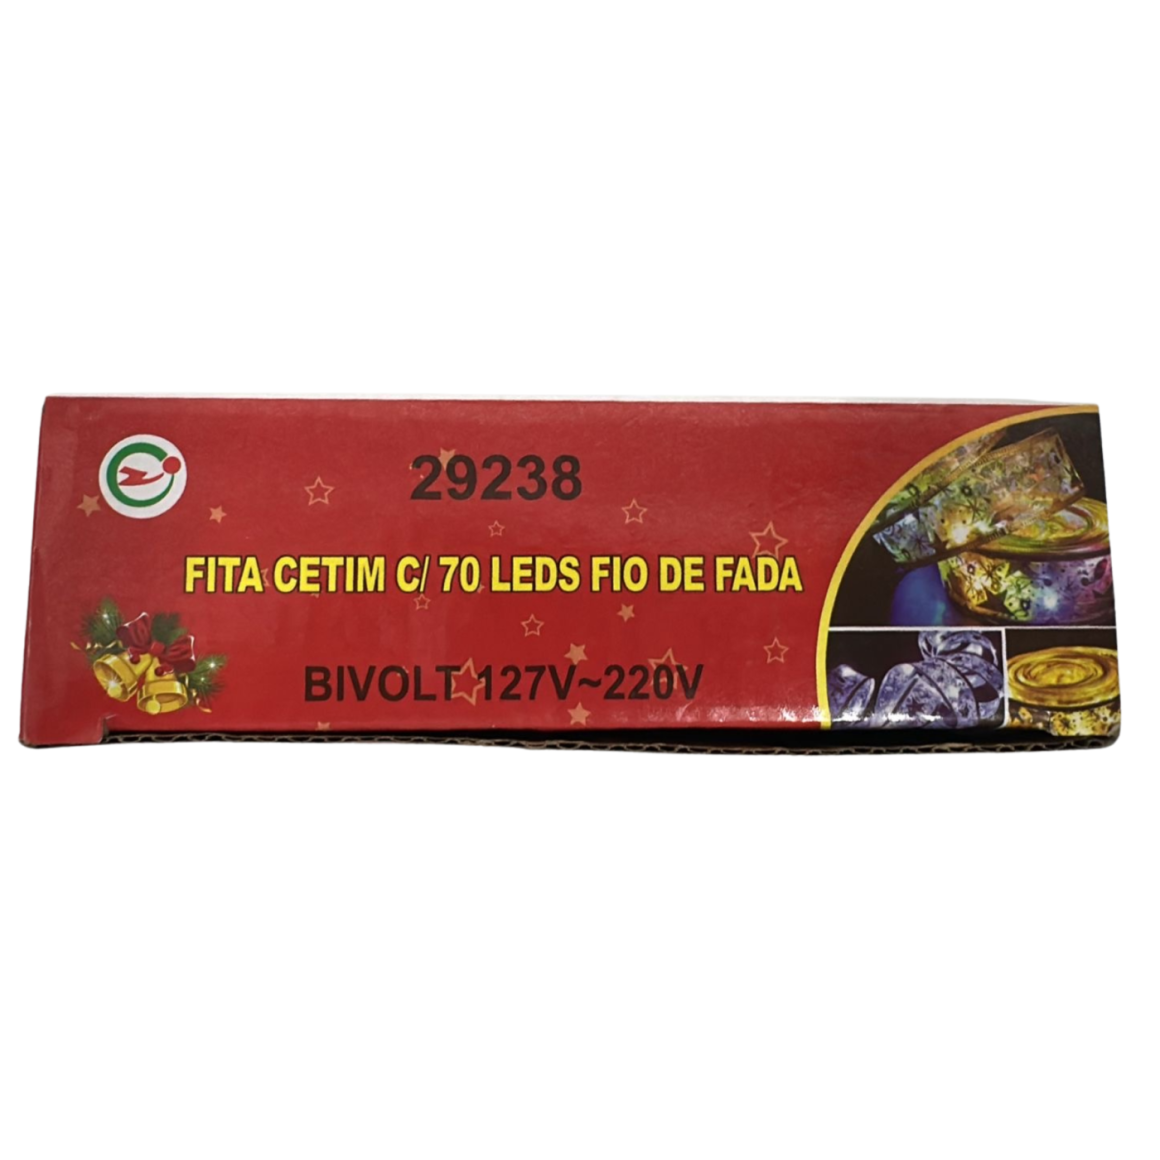 29238
FITA CETIM C/ 70 LEDS FIO DE FADA
BIVOLT 127V~220V